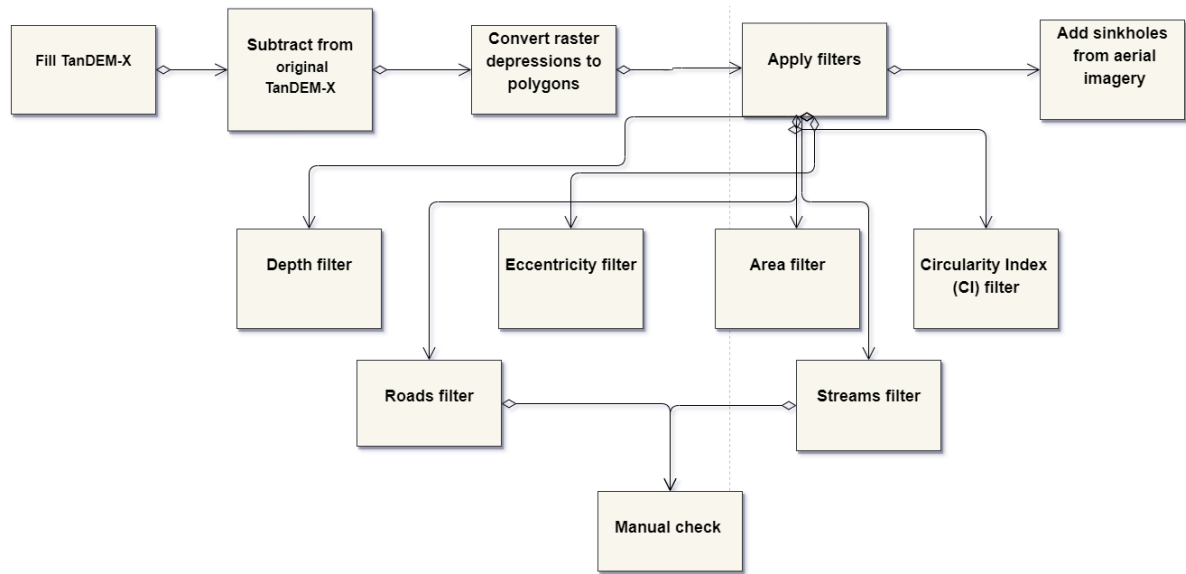 Fill TanDEM-X
Subtract from
original
TanDEM-X
Convert raster
depressions to
polygons
Apply filters
Add sinkholes
from aerial
imagery
Depth filter
Eccentricity filter
Area filter
Circularity Index
(CI) filter
Roads filter
Streams filter
Manual check